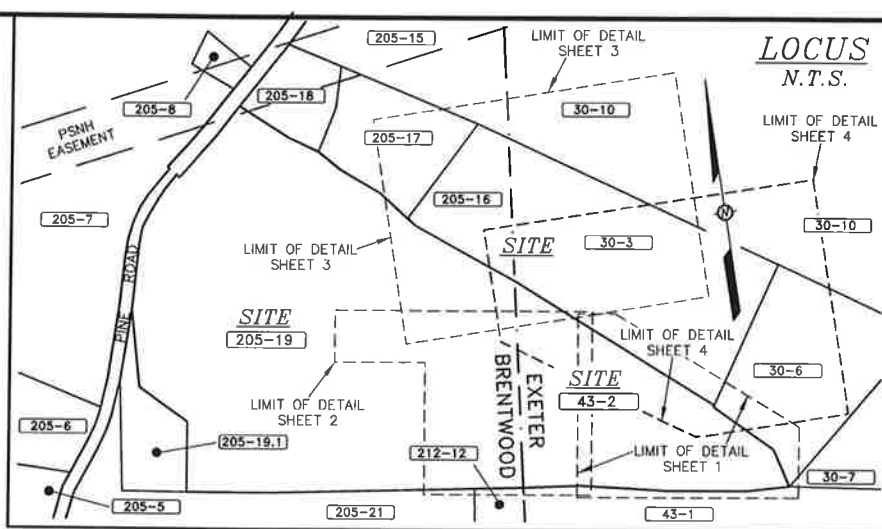 205-15
LIMIT OF DETAIL
SHEET 3
LOCUS
N.T.S.
205-8
205-18
30-10
PSNH
EASEMENT
205-17
LIMIT OF DETAIL
SHEET 4
205-16
205-7
30-10
SITE
30-3
N
LIMIT OF DETAIL
SHEET 3
PINE ROAD
SITE
205-19
LIMIT OF DETAIL
SHEET 4
BRENTWOOD
EXETER
SITE
43-2
30-6
LIMIT OF DETAIL
SHEET 2
205-6
205-19.1
212-12
LIMIT OF DETAIL
SHEET 1
30-7
205-5
205-21
43-1